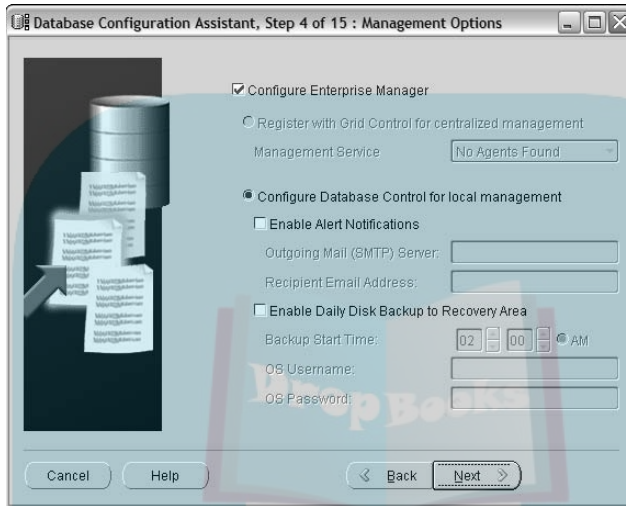 Database Configuration Assistant, Step 4 of 15 : Management Options
Configure Enterprise Manager
Register with Grid Control for centralized management
Management Service No Agents Found
Configure Database Control for local management
Enable Alert Notifications
Outgoing Mail (SMTP) Server:
Recipient Email Address:
Enable Daily Disk Backup to Recovery Area
Backup Start Time: 02 00 AM
OS Username:
OS Password:
DropBooks
Cancel Help Back Next